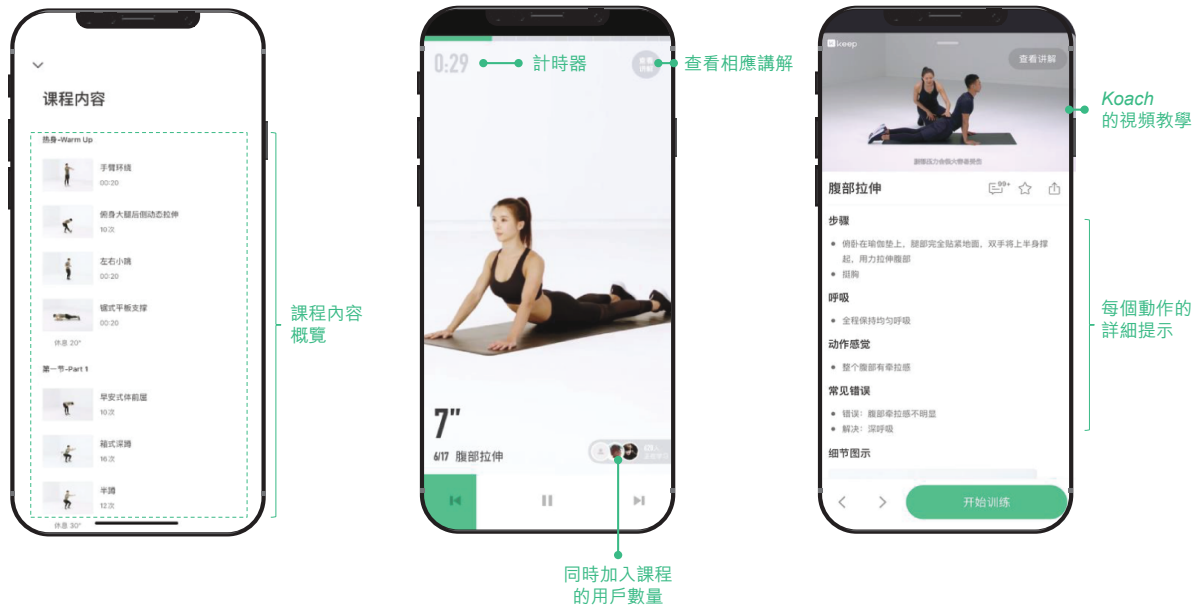 课程内容
热身-Warm Up
手臂环绕
00:20
俯身大腿后侧动态拉伸
10次
左右小跳
00:20
锯式平板支撑
00:20
休息 20"
第一节-Part 1
早安式体前屈
10次
箱式深蹲
16次
半蹲
12次
休息 30"
課程內容
概覽
0:29
計時器
查看相應講解
7"
6/17 腹部拉伸
同時加入課程
的用戶數量
keep
查看讲解
Koach
的視頻教學
腹部拉伸
99+
步骤
俯卧在瑜伽垫上，腿部完全贴紧地面，双手将上半身撑
起，用力拉伸腹部
挺胸
呼吸
全程保持均匀呼吸
动作感觉
整个腹部有牵拉感
常见错误
错误：腹部牵拉感不明显
解决：深呼吸
细节图示
开始训练
每個動作的
詳細提示